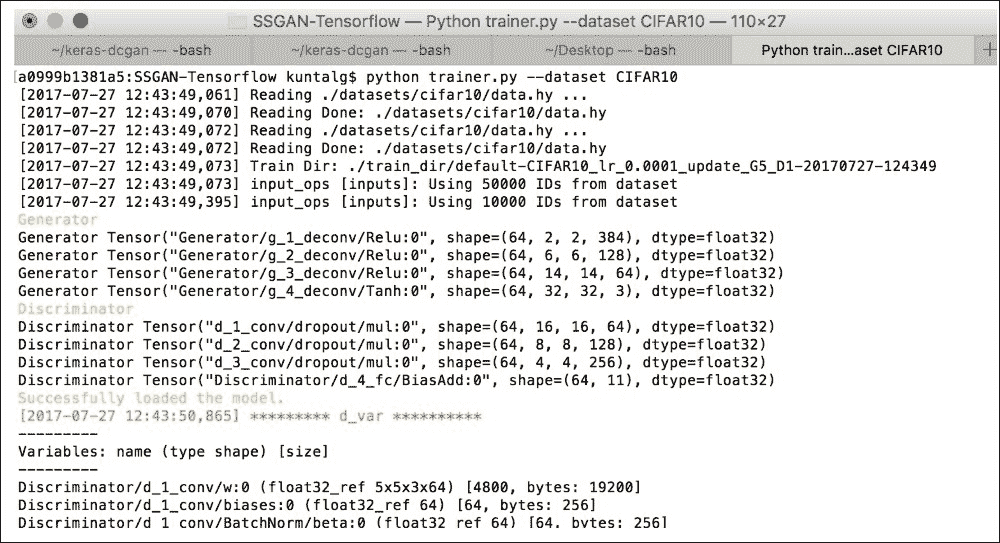 SSGAN-Tensorflow — Python trainer.py --dataset CIFAR10 — 110×27
~/keras-dcgan — -bash
~/keras-dcgan — -bash
~/Desktop — -bash
Python train...aset CIFAR10
+
[a0999b1381a5:SSGAN-Tensorflow kuntalg$ python trainer.py --dataset CIFAR10
[2017-07-27 12:43:49,061] Reading ./datasets/cifar10/data.hy ...
[2017-07-27 12:43:49,070] Reading Done: ./datasets/cifar10/data.hy
[2017-07-27 12:43:49,072] Reading ./datasets/cifar10/data.hy ...
[2017-07-27 12:43:49,072] Reading Done: ./datasets/cifar10/data.hy
[2017-07-27 12:43:49,073] Train Dir: ./train_dir/default-CIFAR10_lr_0.0001_update_G5_D1-20170727-124349
[2017-07-27 12:43:49,073] input_ops [inputs]: Using 50000 IDs from dataset
[2017-07-27 12:43:49,395] input_ops [inputs]: Using 10000 IDs from dataset
Generator
Generator Tensor("Generator/g_1_deconv/Relu:0", shape=(64, 2, 2, 384), dtype=float32)
Generator Tensor("Generator/g_2_deconv/Relu:0", shape=(64, 6, 6, 128), dtype=float32)
Generator Tensor("Generator/g_3_deconv/Relu:0", shape=(64, 14, 14, 64), dtype=float32)
Generator Tensor("Generator/g_4_deconv/Tanh:0", shape=(64, 32, 32, 3), dtype=float32)
Discriminator
Discriminator Tensor("d_1_conv/dropout/mul:0", shape=(64, 16, 16, 64), dtype=float32)
Discriminator Tensor("d_2_conv/dropout/mul:0", shape=(64, 8, 8, 128), dtype=float32)
Discriminator Tensor("d_3_conv/dropout/mul:0", shape=(64, 4, 4, 256), dtype=float32)
Discriminator Tensor("Discriminator/d_4_fc/BiasAdd:0", shape=(64, 11), dtype=float32)
Successfully loaded the model.
[2017-07-27 12:43:50,865] ********* d_var **********
---------
Variables: name (type shape) [size]
---------
Discriminator/d_1_conv/w:0 (float32_ref 5x5x3x64) [4800, bytes: 19200]
Discriminator/d_1_conv/biases:0 (float32_ref 64) [64, bytes: 256]
Discriminator/d_1_conv/BatchNorm/beta:0 (float32_ref 64) [64, bytes: 256]